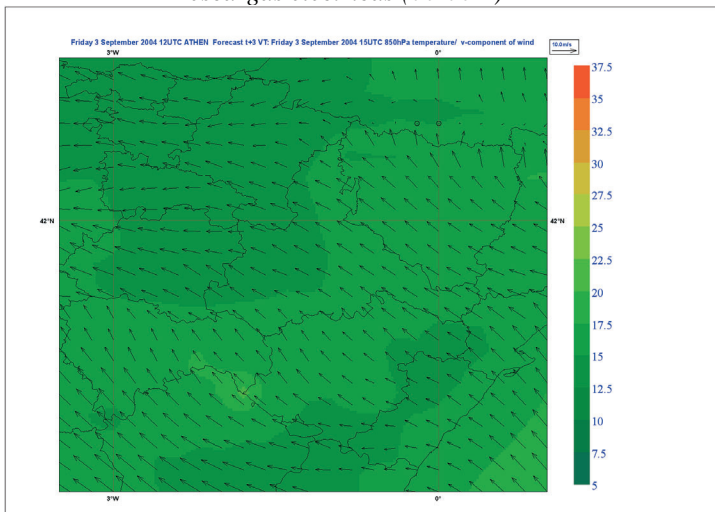 Friday 3 September 2004 12UTC ATHEN Forecast t+3 VT: Friday 3 September 2004 15UTC 850hPa temperature/ v-component of wind
10.0m/s
3°W 0°
42°N 42°N
3°W 0°
37.5
35
32.5
30
27.5
25
22.5
20
17.5
15
12.5
10
7.5
5